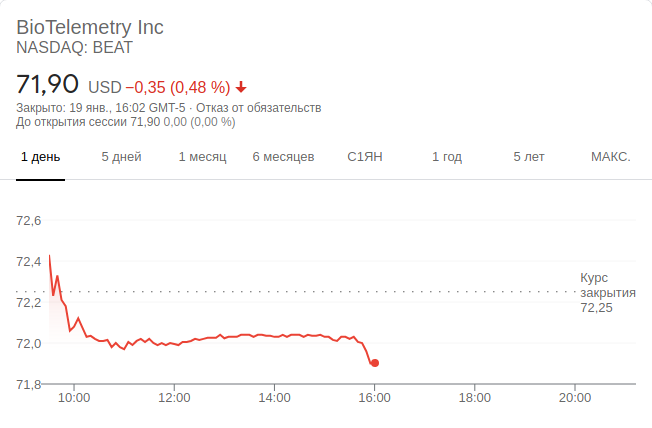 BioTelemetry Inc
NASDAQ: BEAT
71,90 USD −0,35 (0,48 %)
Закрыто: 19 янв., 16:02 GMT-5 · Отказ от обязательств
До открытия сессии 71,90 0,00 (0,00 %)
1 день 5 дней 1 месяц 6 месяцев С1ЯН 1 год 5 лет МАКС.
72,6
72,4
Курс
закрытия
72,25
72,2
72,0
71,8
10:00 12:00 14:00 16:00 18:00 20:00